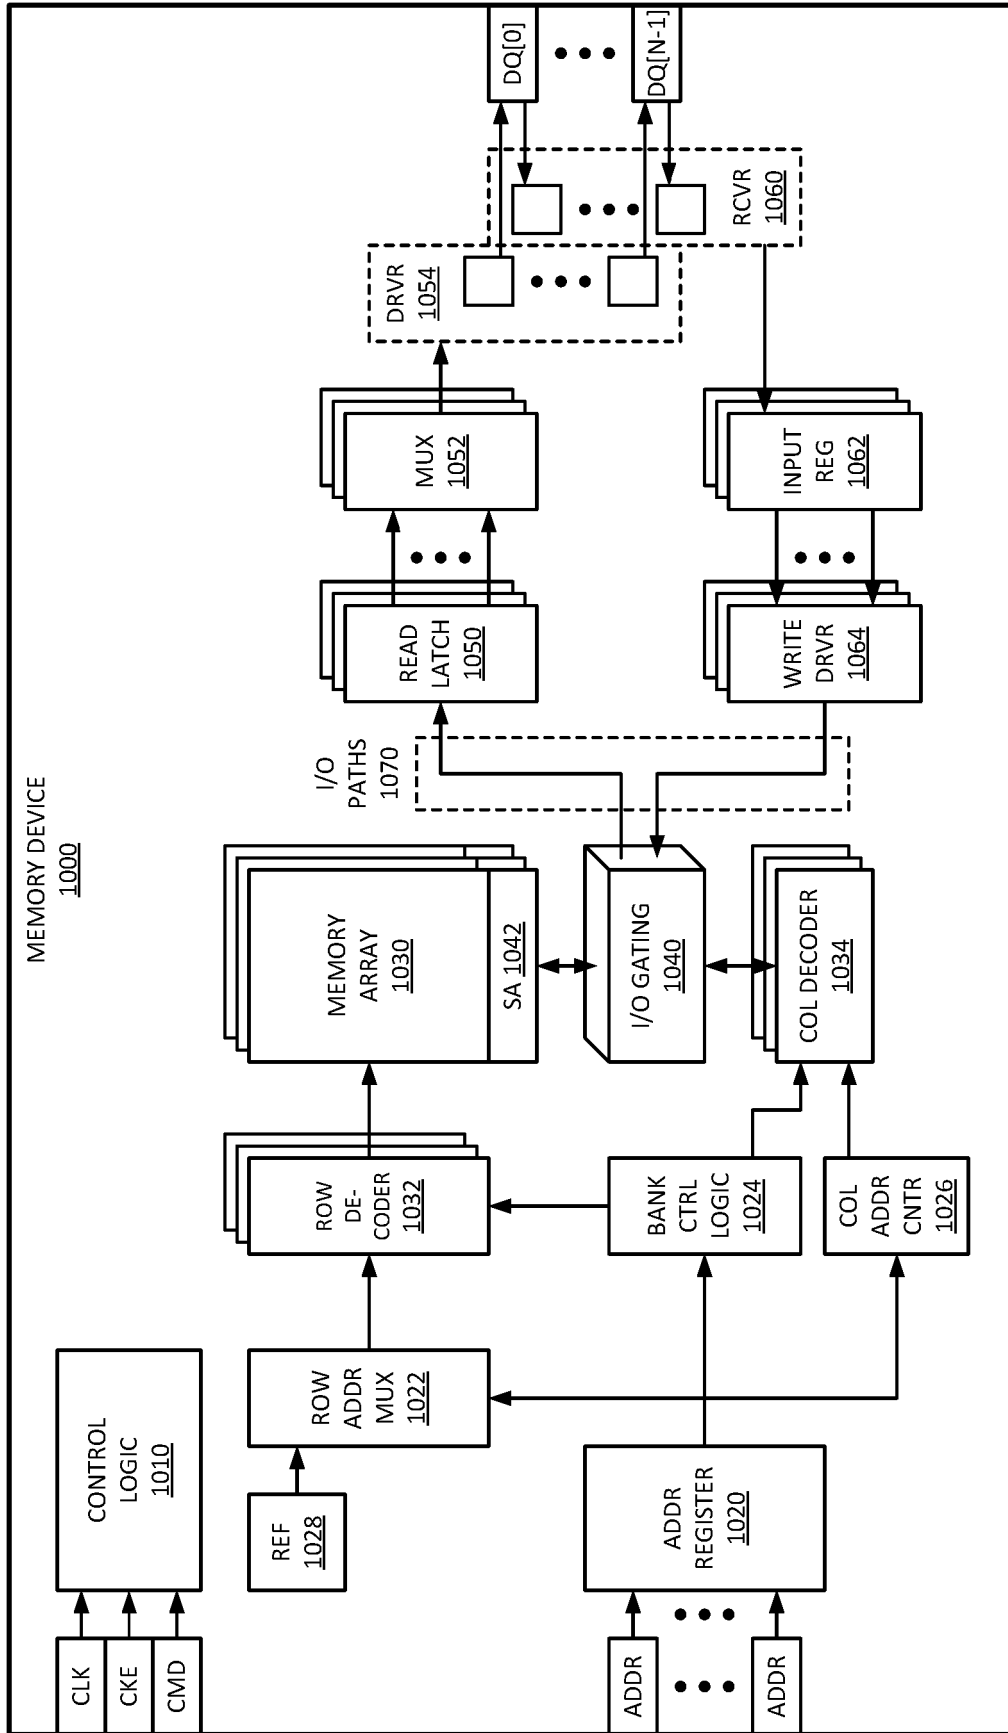 MEMORY DEVICE
1000
CLK
CKE
CMD
CONTROL
LOGIC
1010
REF
1028
ROW
ADDR
MUX
1022
ROW
DE-
CODER
1032
MEMORY
ARRAY
1030
SA 1042
I/O
PATHS
1070
READ
LATCH
1050
MUX
1052
DRVR
1054
DQ[0]
DQ[N-1]
RCVR
1060
ADDR
ADDR
ADDR
REGISTER
1020
BANK
CTRL
LOGIC
1024
COL
ADDR
CNTR
1026
I/O GATING
1040
COL DECODER
1034
WRITE
DRVR
1064
INPUT
REG
1062